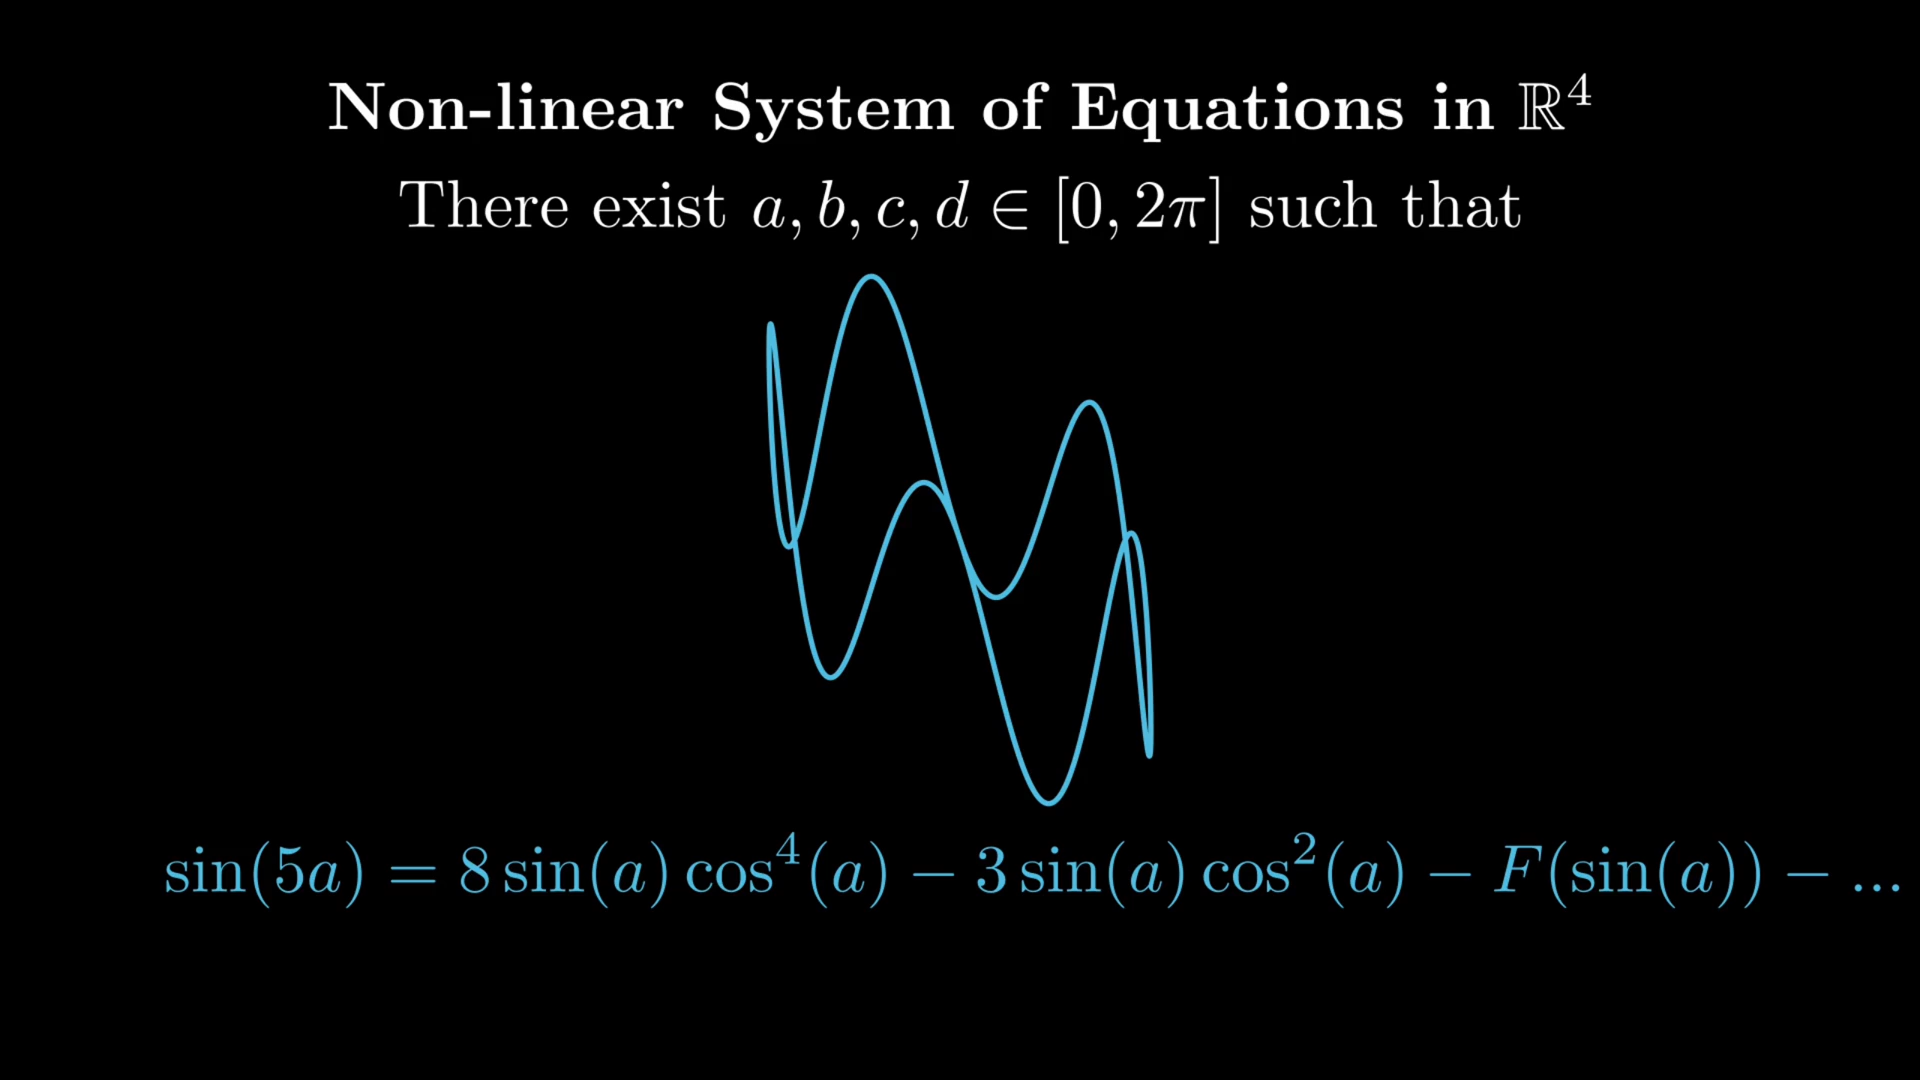 Non-linear System of Equations in ℝ⁴
There exist a, b, c, d ∈ [0, 2π] such that
sin(5a) = 8 sin(a) cos⁴(a) − 3 sin(a) cos²(a) − F(sin(a)) − ...